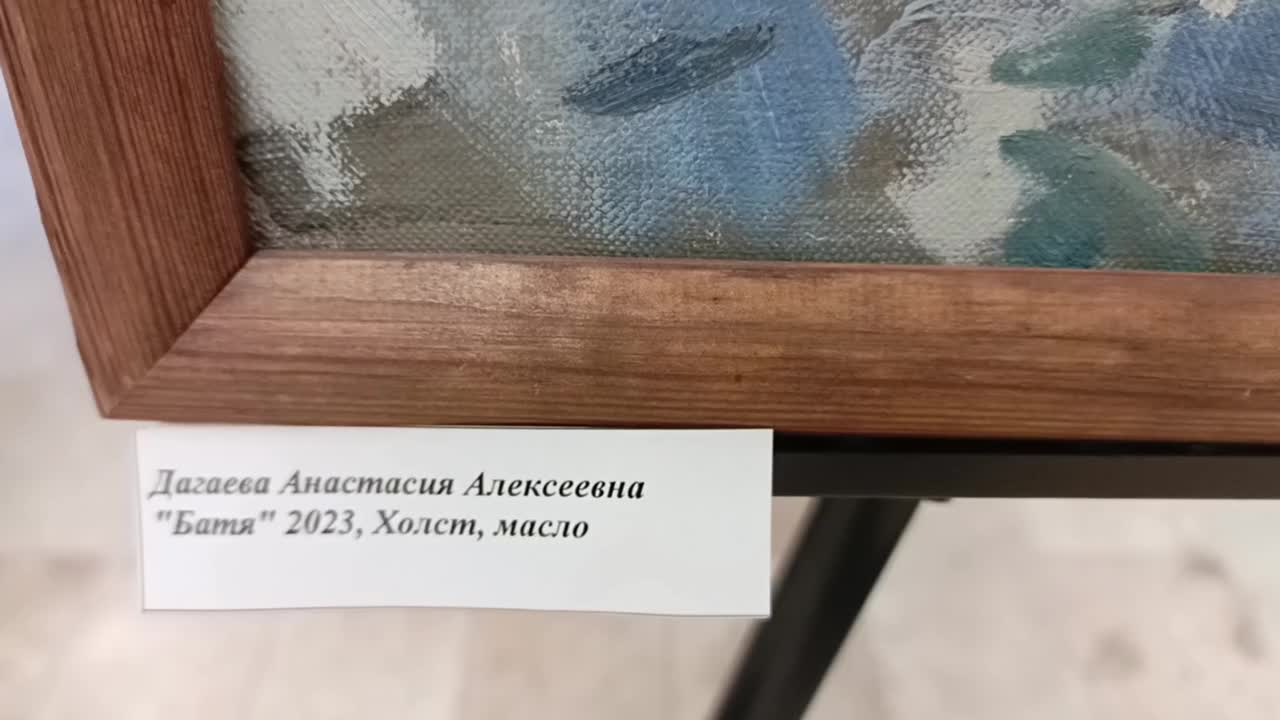 Дагаева Анастасия Алексеевна
"Батя" 2023, Холст, масло